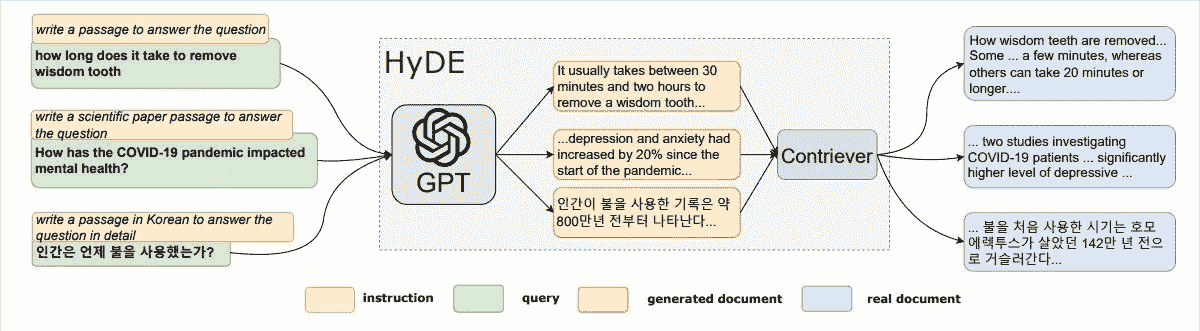 write a passage to answer the question
how long does it take to remove
wisdom tooth
write a scientific paper passage to answer
the question
How has the COVID-19 pandemic impacted
mental health?
write a passage in Korean to answer the
question in detail
인간은 언제 불을 사용했는가?
HyDE
GPT
It usually takes between 30
minutes and two hours to
remove a wisdom tooth...
...depression and anxiety had
increased by 20% since the
start of the pandemic...
인간이 불을 사용한 기록은 약
800만년 전부터 나타난다...
Contriever
How wisdom teeth are removed...
Some ... a few minutes, whereas
others can take 20 minutes or
longer....
... two studies investigating
COVID-19 patients ... significantly
higher level of depressive ...
... 불을 처음 사용한 시기는 호모
에렉투스가 살았던 142만 년 전으
로 거슬러간다...
instruction
query
generated document
real document